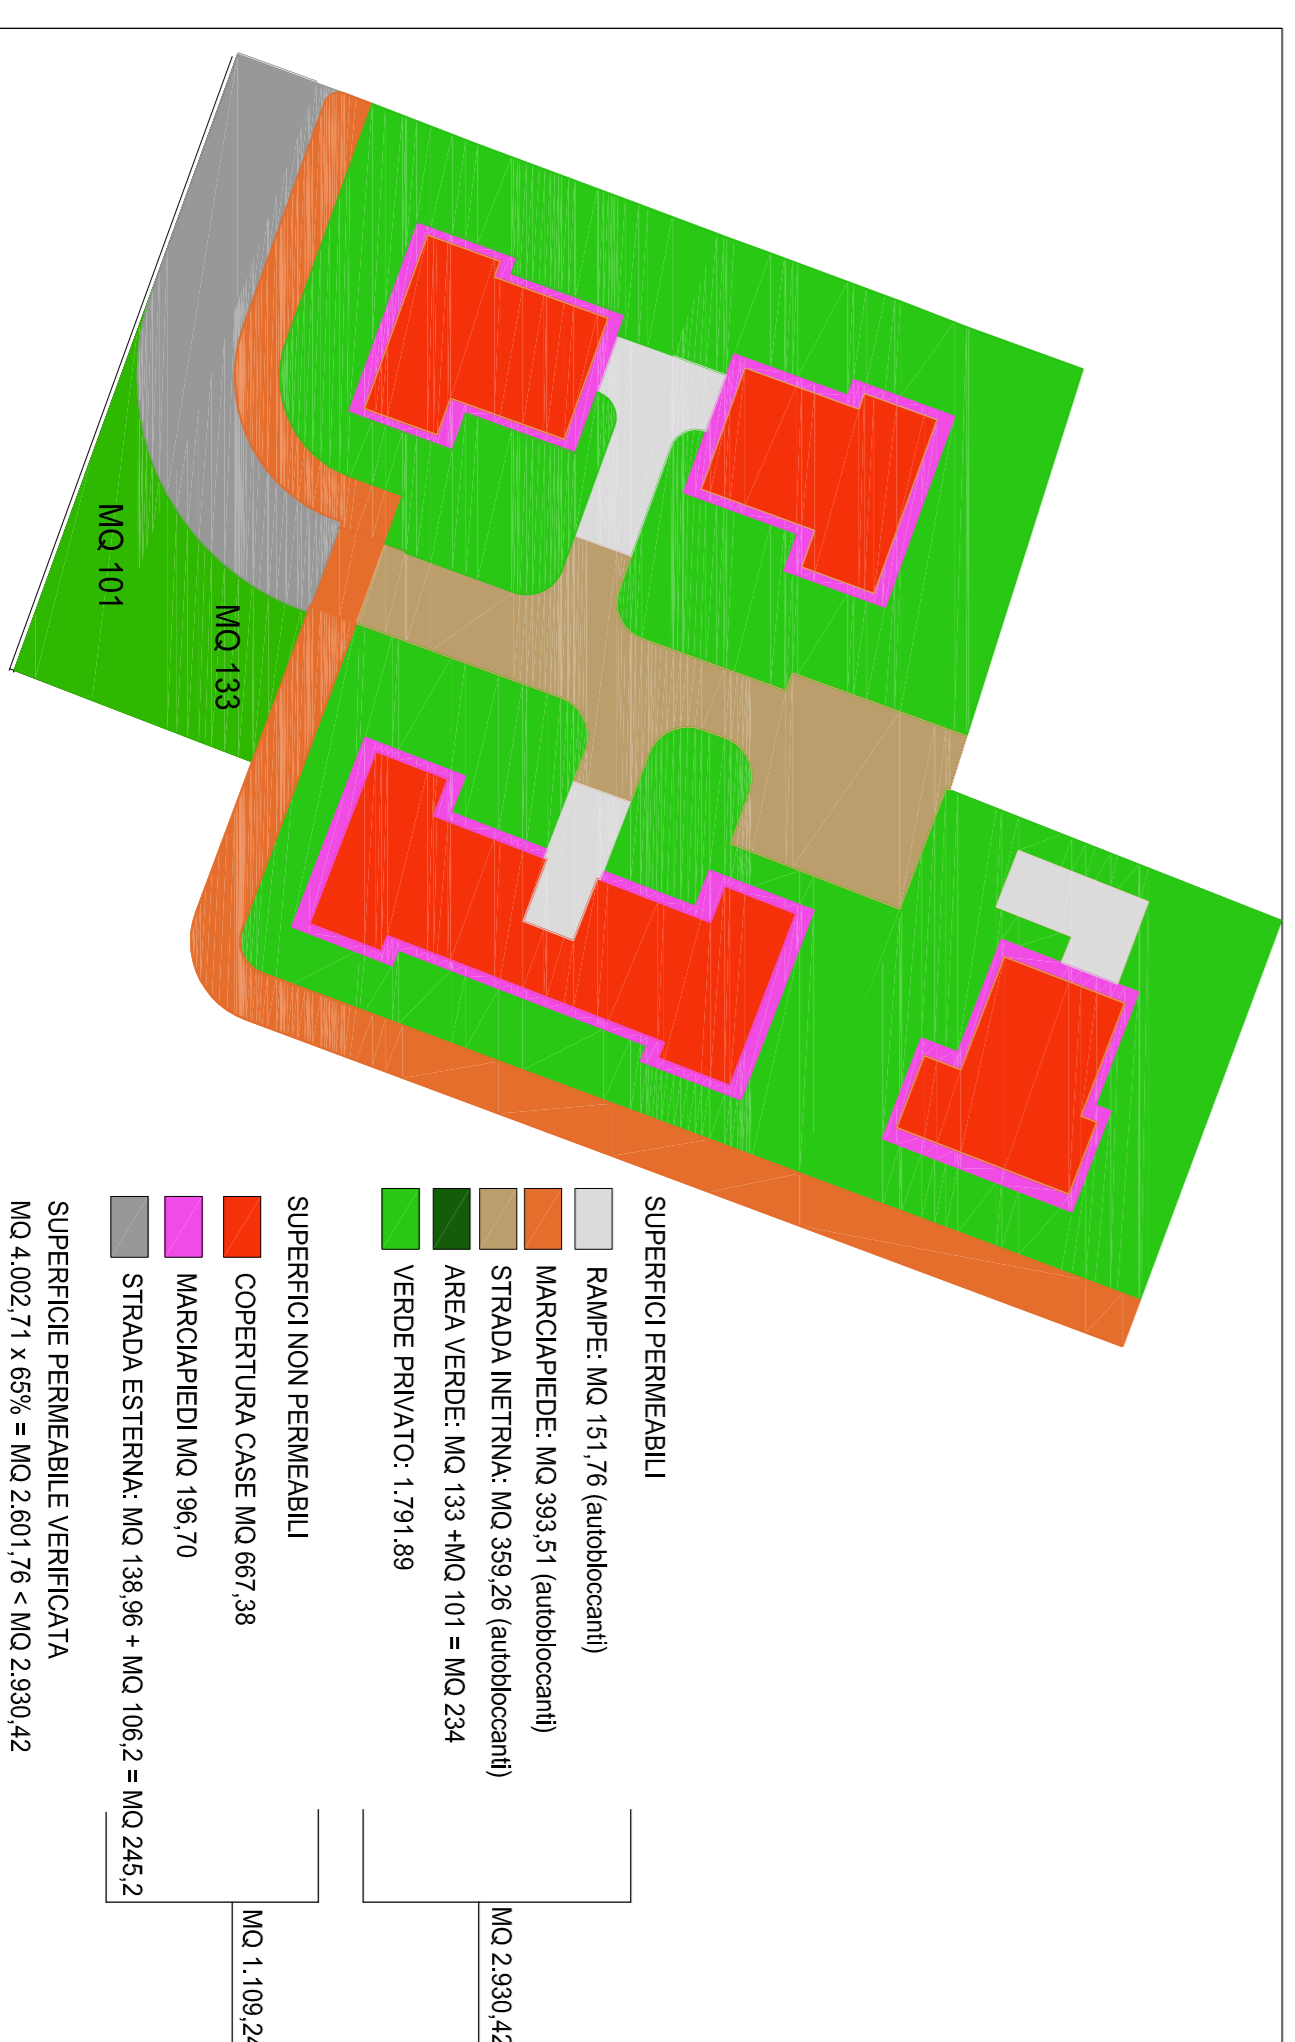 MQ 133
MQ 101
SUPERFICI PERMEABILI
RAMPE: MQ 151,76 (autobloccanti)
MARCIAPIEDE: MQ 393,51 (autobloccanti)
STRADA INETRNA: MQ 359,26 (autobloccanti)
AREA VERDE: MQ 133 +MQ 101 = MQ 234
VERDE PRIVATO: 1.791.89
MQ 2.930,42
SUPERFICI NON PERMEABILI
COPERTURA CASE MQ 667,38
MARCIAPIEDI MQ 196,70
STRADA ESTERNA: MQ 138,96 + MQ 106,2 = MQ 245,2
MQ 1.109,24
SUPERFICIE PERMEABILE VERIFICATA
MQ 4.002,71 x 65% = MQ 2.601,76 < MQ 2.930,42